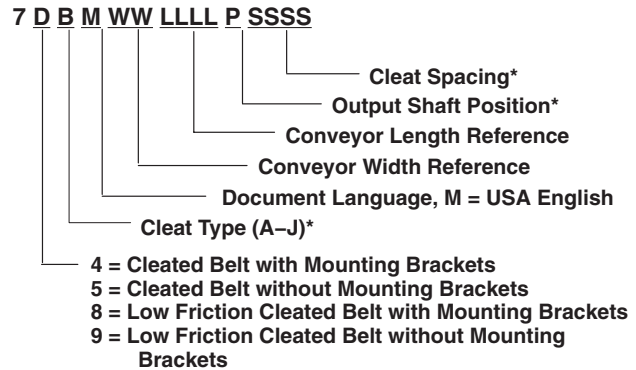 7 D B M WW LLLL P SSSS
Cleat Spacing*
Output Shaft Position*
Conveyor Length Reference
Conveyor Width Reference
Document Language, M = USA English
Cleat Type (A–J)*
4 = Cleated Belt with Mounting Brackets
5 = Cleated Belt without Mounting Brackets
8 = Low Friction Cleated Belt with Mounting Brackets
9 = Low Friction Cleated Belt without Mounting
Brackets